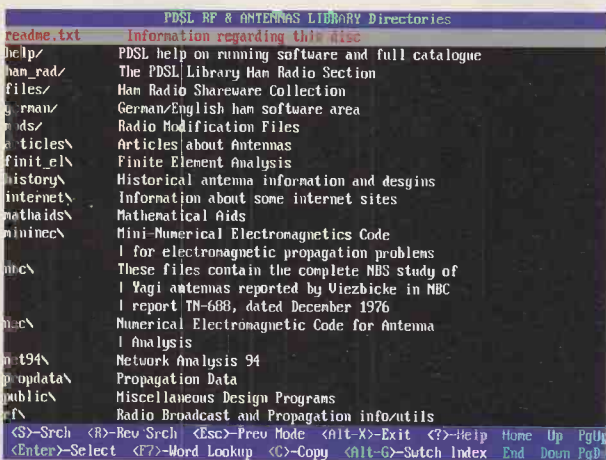 PDSL RF & ANTENNAS LIBRARY Directories
readme.txt Information regarding this disc
help/ PDSL help on running software and full catalogue
ham_rad/ The PDSL Library Ham Radio Section
files/ Ham Radio Shareware Collection
german/ German/English ham software area
mods/ Radio Modification Files
articles\ Articles about Antennas
finit_el\ Finite Element Analysis
history\ Historical antenna information and desgins
internet\ Information about some internet sites
mathaids\ Mathematical Aids
mininec\ Mini-Numerical Electromagnetics Code
| for electromagnetic propagation problems
nbc\ These files contain the complete NBS study of
| Yagi antennas reported by Viezbicke in NBC
| report TN-688, dated December 1976
nec\ Numerical Electromagnetic Code for Antenna
| Analysis
net94\ Network Analysis 94
propdata\ Propagation Data
public\ Miscellaneous Design Programs
rf\ Radio Broadcast and Propagation info/utils
<S>-Srch <R>-Rev Srch <Esc>-Prev Mode <Alt-X>-Exit <?>-Help Home Up PgUp
<Enter>-Select <F7>-Word Lookup <C>-Copy <Alt-G>-Swtch Index End Down PgDn